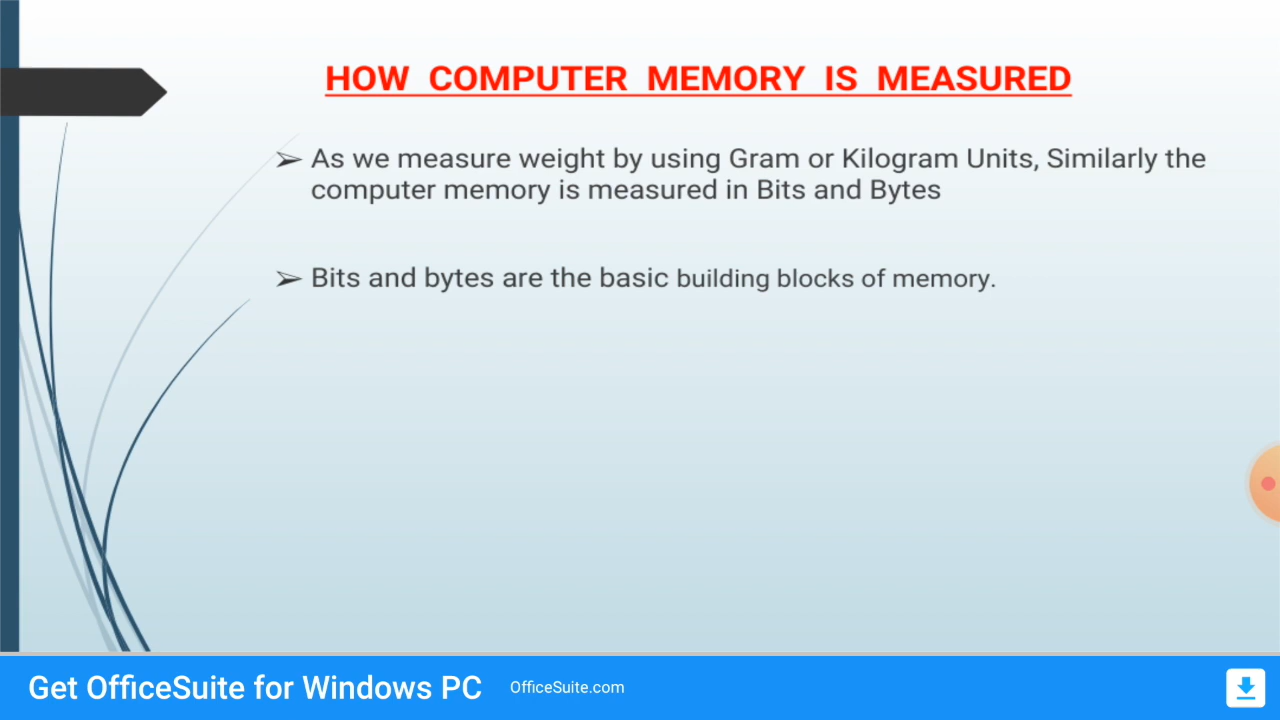 HOW COMPUTER MEMORY IS MEASURED
➢ As we measure weight by using Gram or Kilogram Units, Similarly the
computer memory is measured in Bits and Bytes
➢ Bits and bytes are the basic building blocks of memory.
Get OfficeSuite for Windows PC OfficeSuite.com